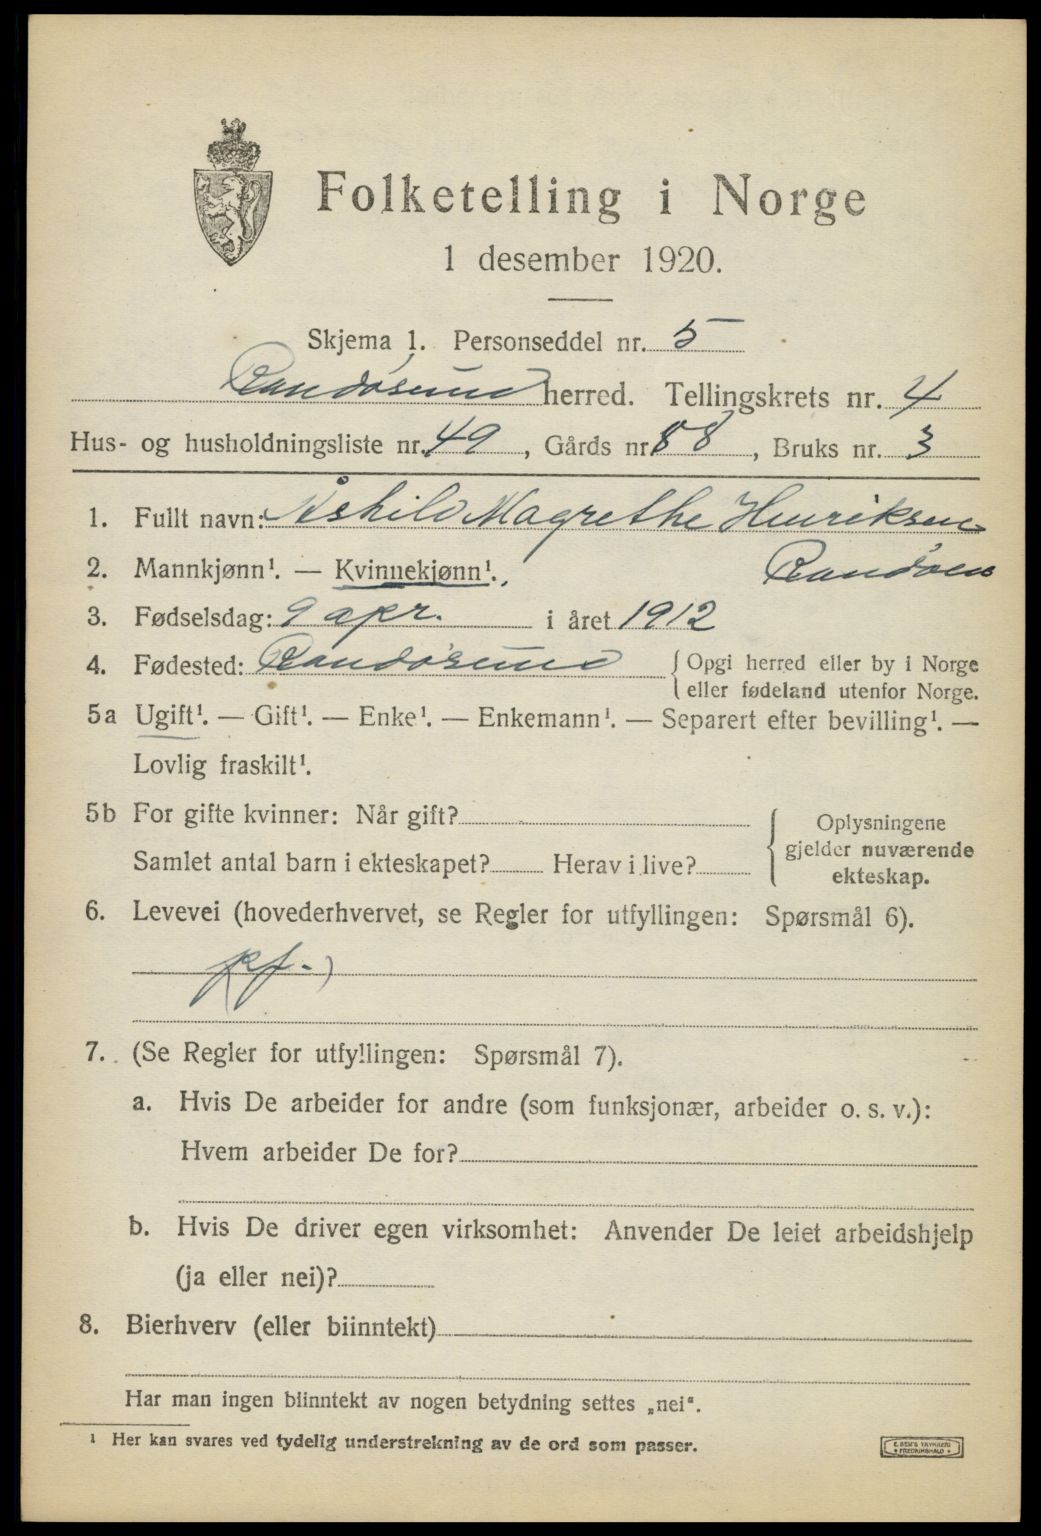 Folketelling i Norge
1 desember 1920.
Skjema 1. Personseddel nr. 5
Randøsund herred. Tellingskrets nr. 4
Hus- og husholdningsliste nr. 49, Gårds nr. 88, Bruks nr. 3
1. Fullt navn: Åshild Magrethe Henriksen
2. Mannkjønn¹. — Kvinnekjønn¹. Randøen
3. Fødselsdag: 9 apr. i året 1912
4. Fødested: Randøsund { Opgi herred eller by i Norge
eller fødeland utenfor Norge.
5a Ugift¹. — Gift¹. — Enke¹. — Enkemann¹. — Separert efter bevilling¹. —
Lovlig fraskilt¹.
5b For gifte kvinner: Når gift?
Samlet antal barn i ekteskapet? Herav i live?
{ Oplysningene
gjelder nuværende
ekteskap.
6. Levevei (hovederhvervet, se Regler for utfyllingen: Spørsmål 6).
7. (Se Regler for utfyllingen: Spørsmål 7).
a. Hvis De arbeider for andre (som funksjonær, arbeider o. s. v.):
Hvem arbeider De for?
b. Hvis De driver egen virksomhet: Anvender De leiet arbeidshjelp
(ja eller nei)?
8. Bierhverv (eller biinntekt)
Har man ingen biinntekt av nogen betydning settes „nei“.
¹ Her kan svares ved tydelig understrekning av de ord som passer.